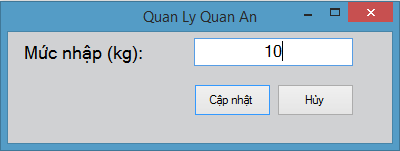 Quan Ly Quan An
Mức nhập (kg): 10
Cập nhật Hủy